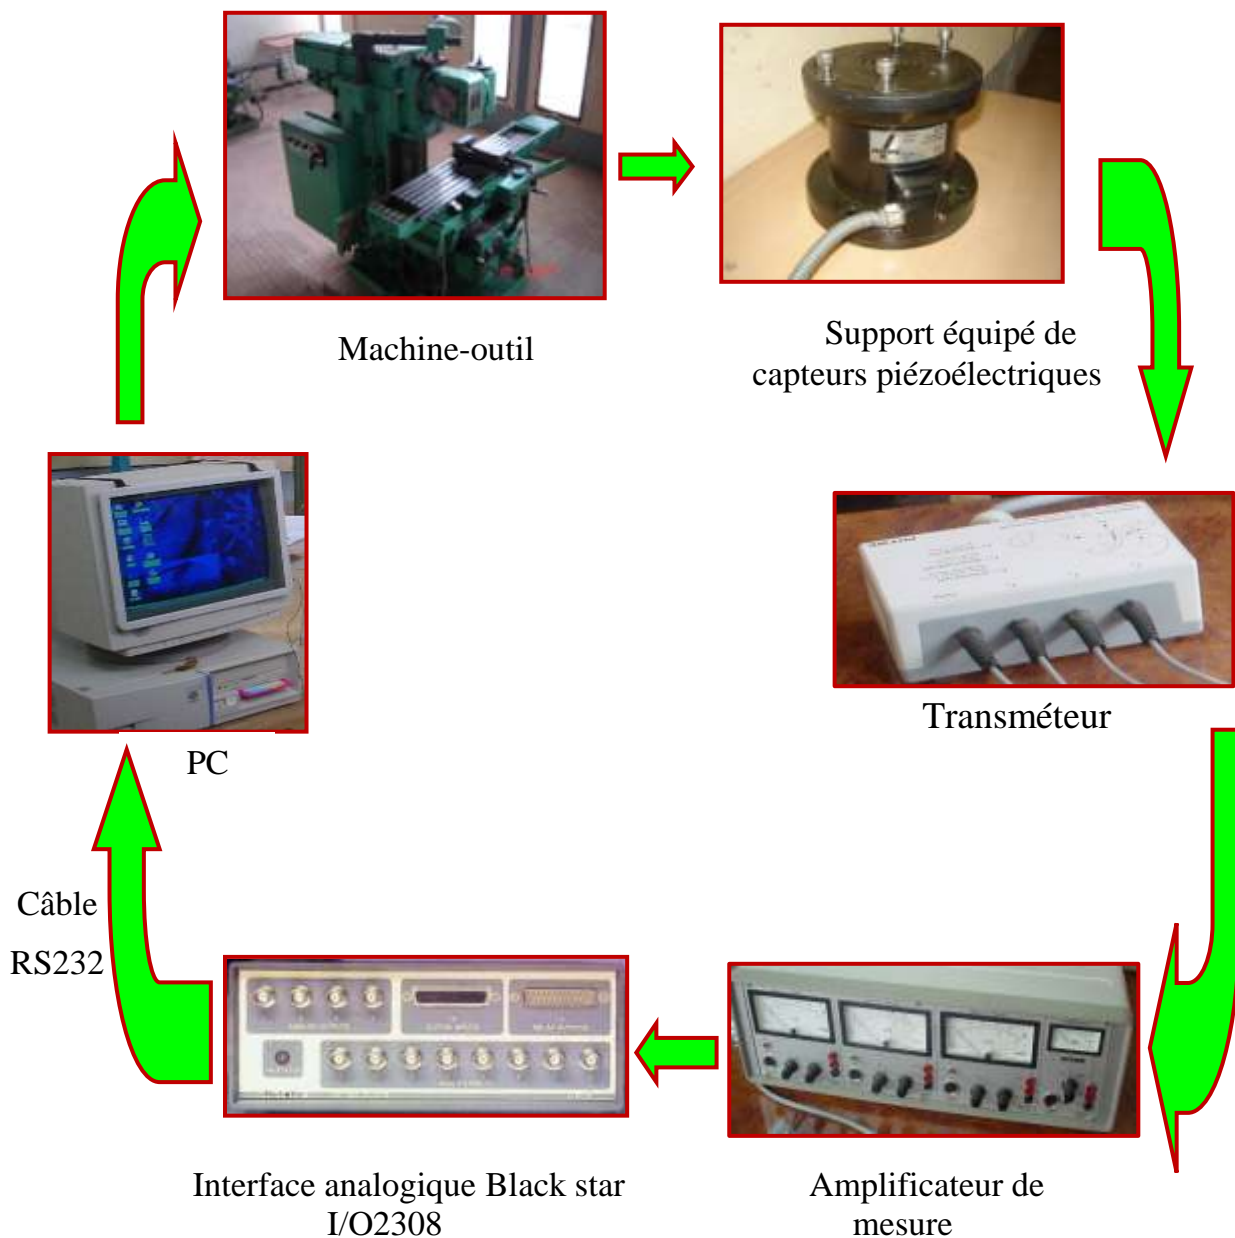 Machine-outil
Support équipé de
capteurs piézoélectriques
Transméteur
PC
Câble
RS232
Interface analogique Black star
I/O2308
Amplificateur de
mesure